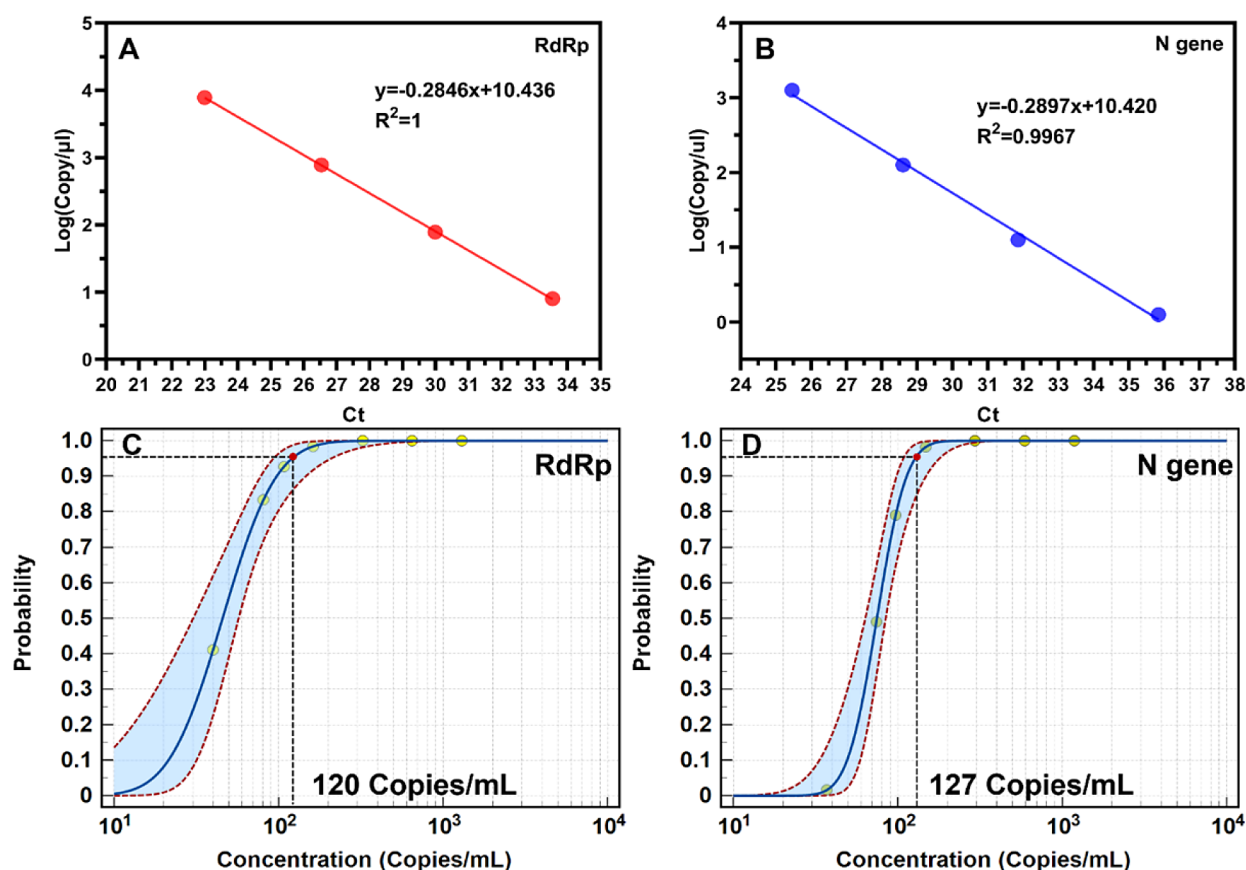 A
RdRp
y=-0.2846x+10.436
R²=1
Log(Copy/µl)
5
4
3
2
1
0
20 21 22 23 24 25 26 27 28 29 30 31 32 33 34 35
Ct
B
N gene
y=-0.2897x+10.420
R²=0.9967
Log(Copy/ul)
4
3
2
1
0
24 25 26 27 28 29 30 31 32 33 34 35 36 37 38
Ct
C
RdRp
Probability
1.0
0.9
0.8
0.7
0.6
0.5
0.4
0.3
0.2
0.1
0
120 Copies/mL
10¹ 10² 10³ 10⁴
Concentration (Copies/mL)
D
N gene
Probability
1.0
0.9
0.8
0.7
0.6
0.5
0.4
0.3
0.2
0.1
0
127 Copies/mL
10¹ 10² 10³ 10⁴
Concentration (Copies/mL)